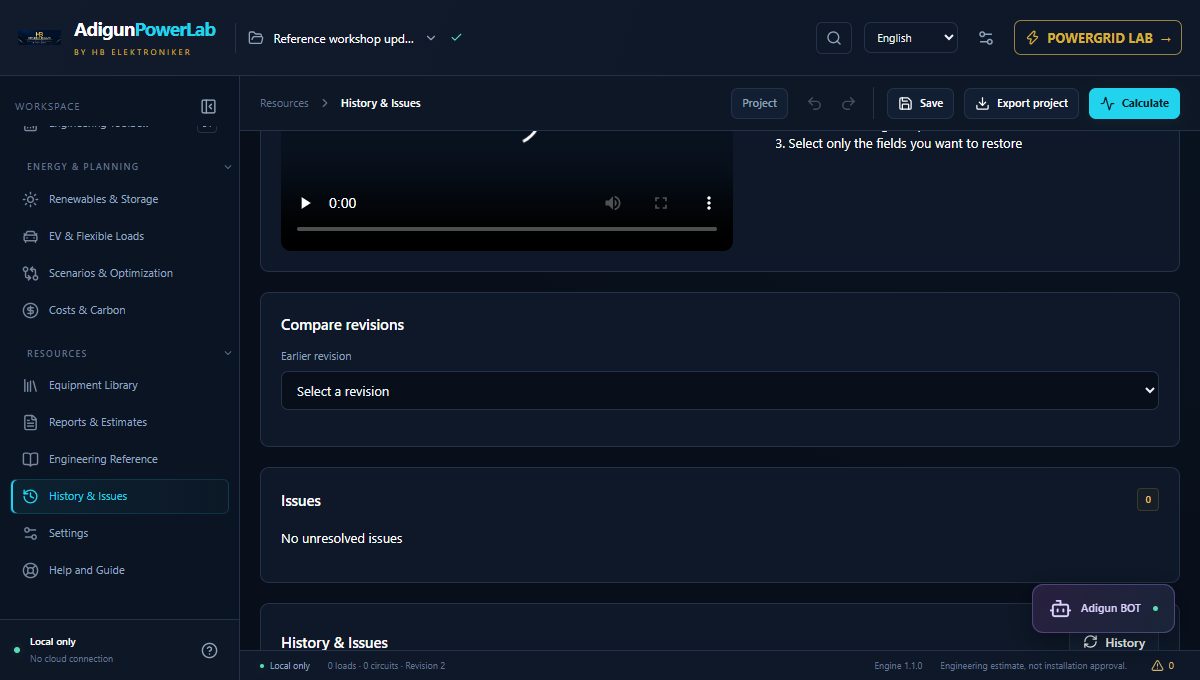 AdigunPowerLab
BY HB ELEKTRONIKER
Reference workshop upd...
English
POWERGRID LAB →
WORKSPACE
Resources > History & Issues
Project
Save
Export project
Calculate
ENERGY & PLANNING
Renewables & Storage
EV & Flexible Loads
Scenarios & Optimization
Costs & Carbon
RESOURCES
Equipment Library
Reports & Estimates
Engineering Reference
History & Issues
Settings
Help and Guide
Local only
No cloud connection
3. Select only the fields you want to restore
0:00
Compare revisions
Earlier revision
Select a revision
Issues
0
No unresolved issues
Adigun BOT
History & Issues
History
Local only
0 loads · 0 circuits · Revision 2
Engine 1.1.0
Engineering estimate, not installation approval.
0